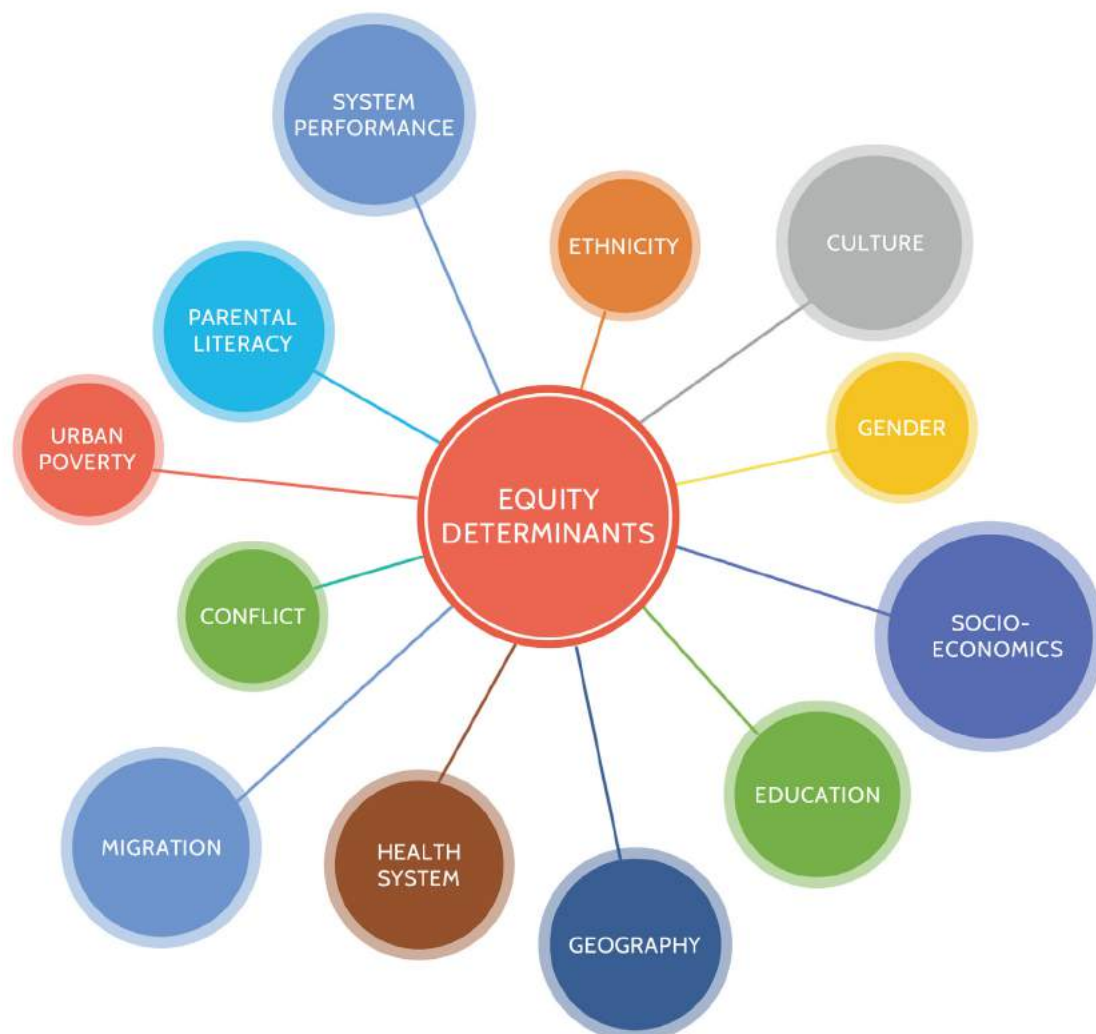 SYSTEM
PERFORMANCE
ETHNICITY
CULTURE
PARENTAL
LITERACY
GENDER
URBAN
POVERTY
EQUITY
DETERMINANTS
CONFLICT
SOCIO-
ECONOMICS
EDUCATION
MIGRATION
HEALTH
SYSTEM
GEOGRAPHY